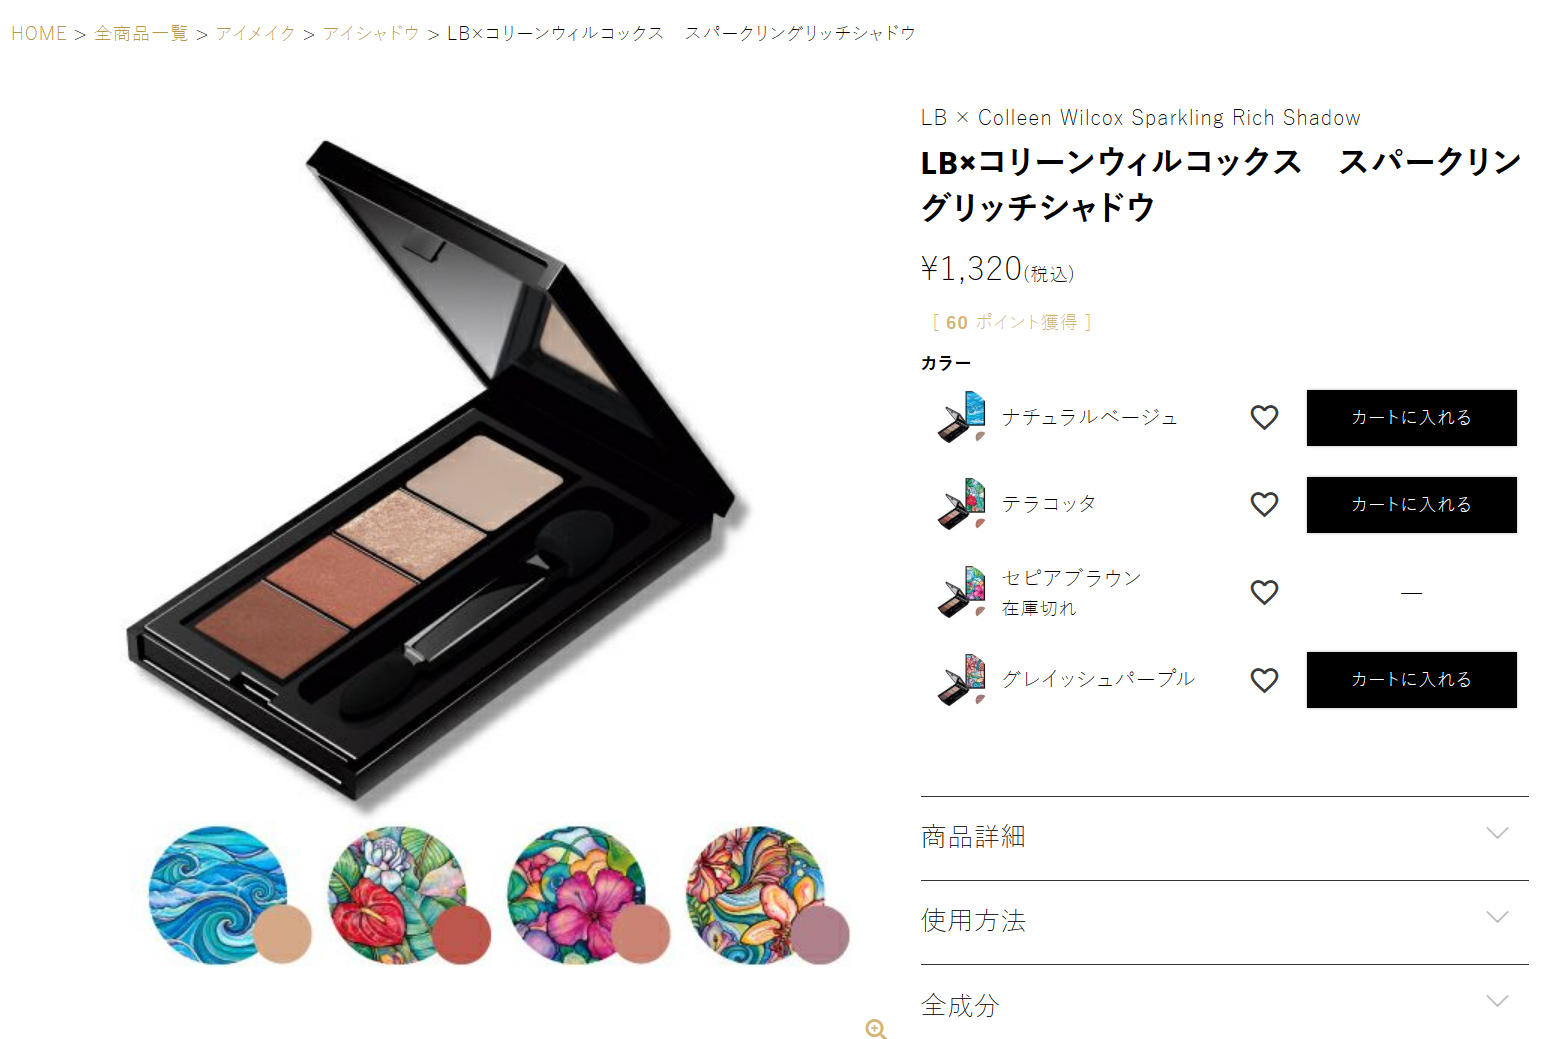 HOME > 全商品一覧 > アイメイク > アイシャドウ > LB×コリーンウィルコックス　スパークリングリッチシャドウ
LB × Colleen Wilcox Sparkling Rich Shadow
LB×コリーンウィルコックス　スパークリン
グリッチシャドウ
¥1,320(税込)
[ 60 ポイント獲得 ]
カラー
ナチュラルベージュ
カートに入れる
テラコッタ
カートに入れる
セピアブラウン
在庫切れ
—
グレイッシュパープル
カートに入れる
商品詳細
使用方法
全成分